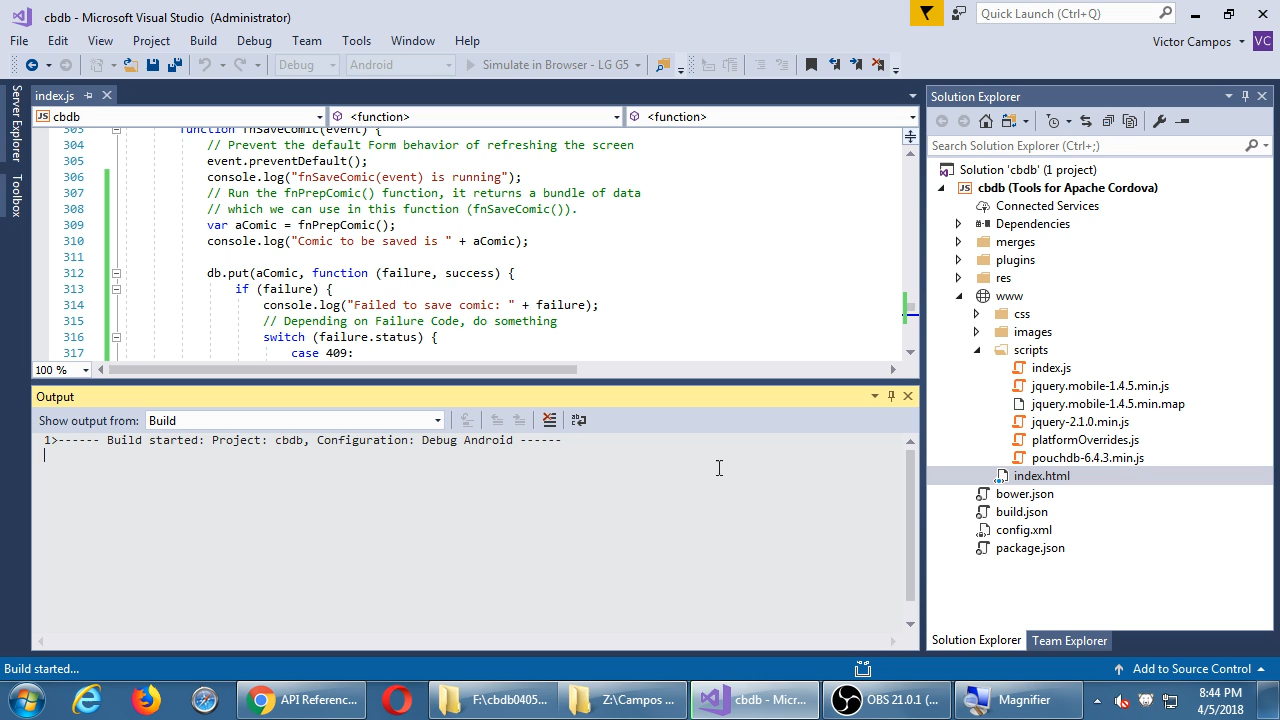 cbdb - Microsoft Visual Studio (Administrator)
Quick Launch (Ctrl+Q)
File Edit View Project Build Debug Team Tools Window Help
Victor Campos VC
Debug Android Simulate in Browser - LG G5
Server Explorer
Toolbox
index.js
cbdb <function> <function>
303 function fnSaveComic(event) {
304 // Prevent the default Form behavior of refreshing the screen
305 event.preventDefault();
306 console.log("fnSaveComic(event) is running");
307 // Run the fnPrepComic() function, it returns a bundle of data
308 // which we can use in this function (fnSaveComic()).
309 var aComic = fnPrepComic();
310 console.log("Comic to be saved is " + aComic);
311
312 db.put(aComic, function (failure, success) {
313 if (failure) {
314 console.log("Failed to save comic: " + failure);
315 // Depending on Failure Code, do something
316 switch (failure.status) {
317 case 409:
100 %
Output
Show output from: Build
1>------ Build started: Project: cbdb, Configuration: Debug Android ------
Solution Explorer
Search Solution Explorer (Ctrl+;)
Solution 'cbdb' (1 project)
JS cbdb (Tools for Apache Cordova)
Connected Services
Dependencies
merges
plugins
res
www
css
images
scripts
index.js
jquery.mobile-1.4.5.min.js
jquery.mobile-1.4.5.min.map
jquery-2.1.0.min.js
platformOverrides.js
pouchdb-6.4.3.min.js
index.html
bower.json
build.json
config.xml
package.json
Solution Explorer Team Explorer
Build started... Add to Source Control
API Referenc... F:\cbdb0405... Z:\Campos ... cbdb - Micr... OBS 21.0.1 (... Magnifier
8:44 PM
4/5/2018